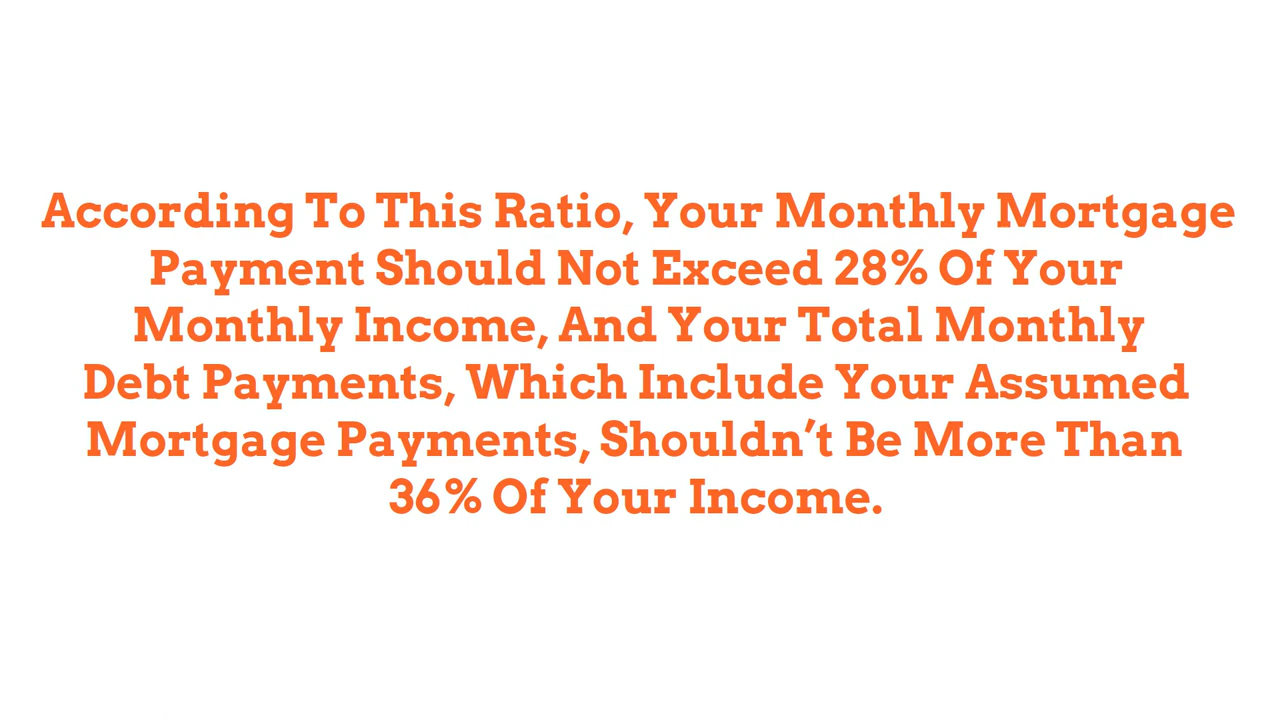 According To This Ratio, Your Monthly Mortgage
Payment Should Not Exceed 28% Of Your
Monthly Income, And Your Total Monthly
Debt Payments, Which Include Your Assumed
Mortgage Payments, Shouldn’t Be More Than
36% Of Your Income.